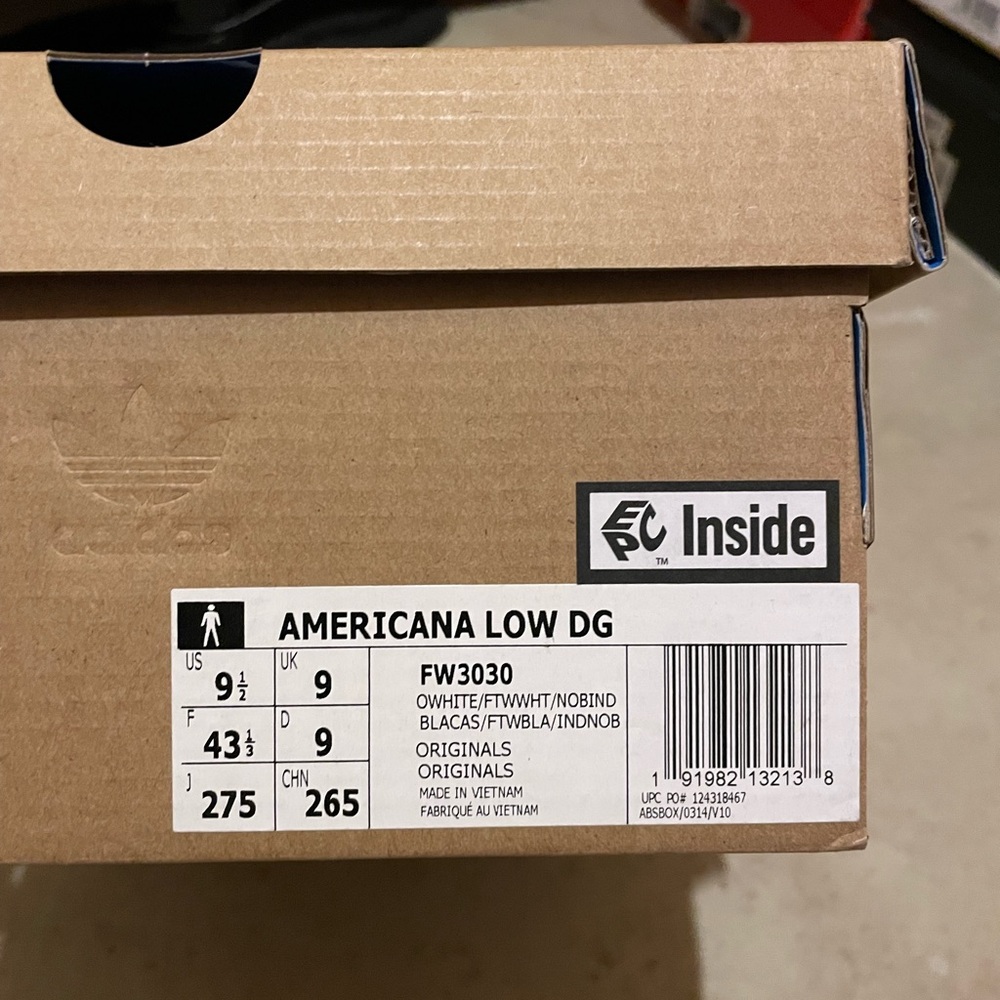 adidas
EPC Inside
TM
AMERICANA LOW DG
US 9 1/2
UK 9
F 43 1/3
D 9
J 275
CHN 265
FW3030
OWHITE/FTWWHT/NOBIND
BLACAS/FTWBLA/INDNOB
ORIGINALS
ORIGINALS
MADE IN VIETNAM
FABRIQUÉ AU VIETNAM
1 91982 13213 8
UPC PO# 124318467
ABSBOX/0314/V10